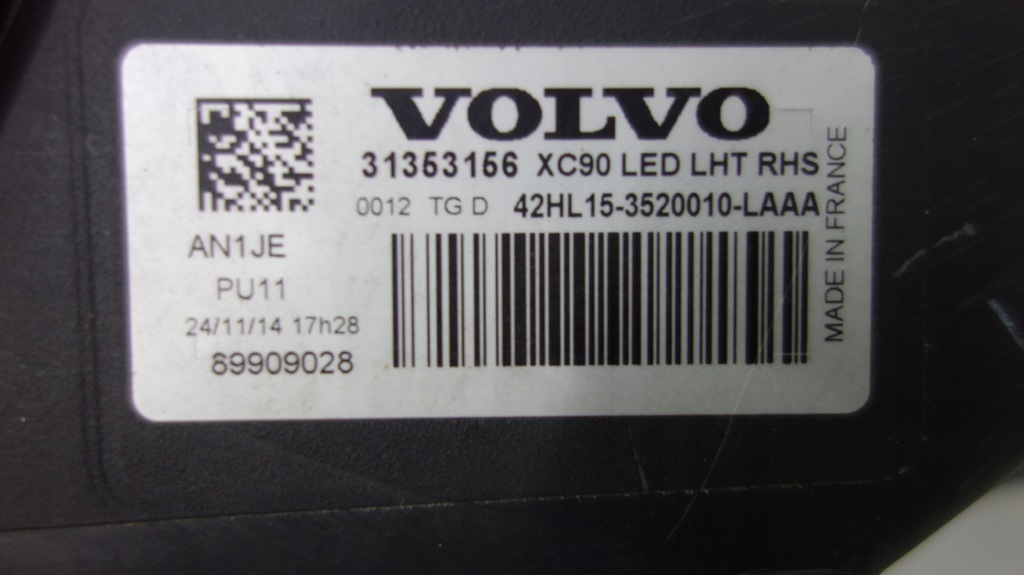 VOLVO
31353156 XC90 LED LHT RHS
0012 TG D 42HL15-3520010-LAAA
AN1JE
PU11
24/11/14 17h28
89909028
MADE IN FRANCE